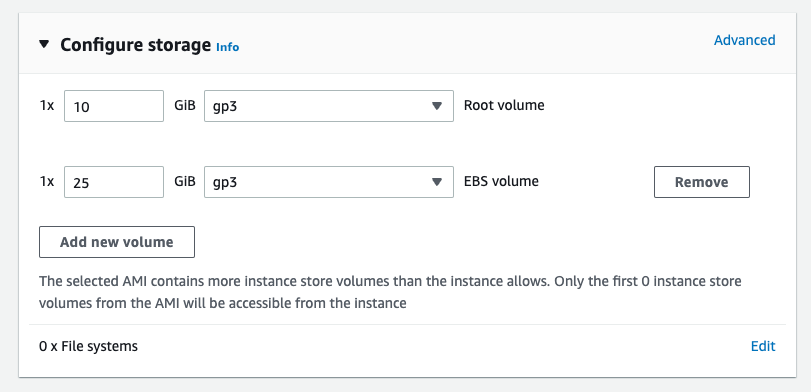 Configure storage Info Advanced
1x 10 GiB gp3 Root volume
1x 25 GiB gp3 EBS volume Remove
Add new volume
The selected AMI contains more instance store volumes than the instance allows. Only the first 0 instance store
volumes from the AMI will be accessible from the instance
0 x File systems Edit